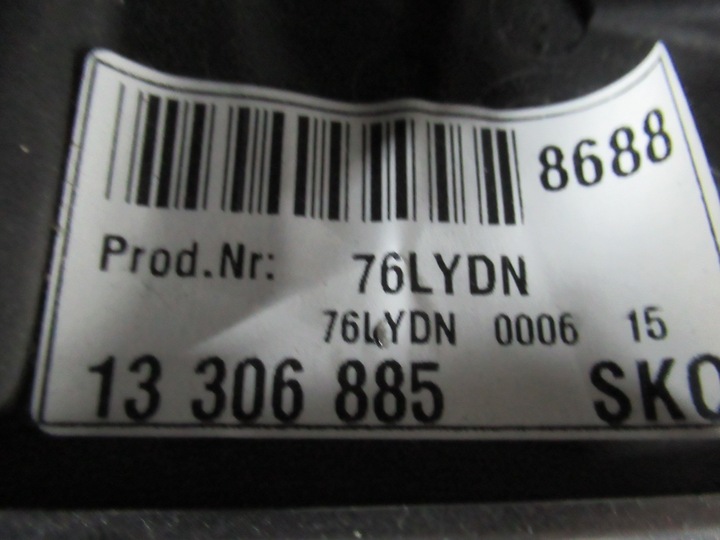 8688
Prod.Nr: 76LYDN
76LYDN 0006 15
13 306 885 SKO